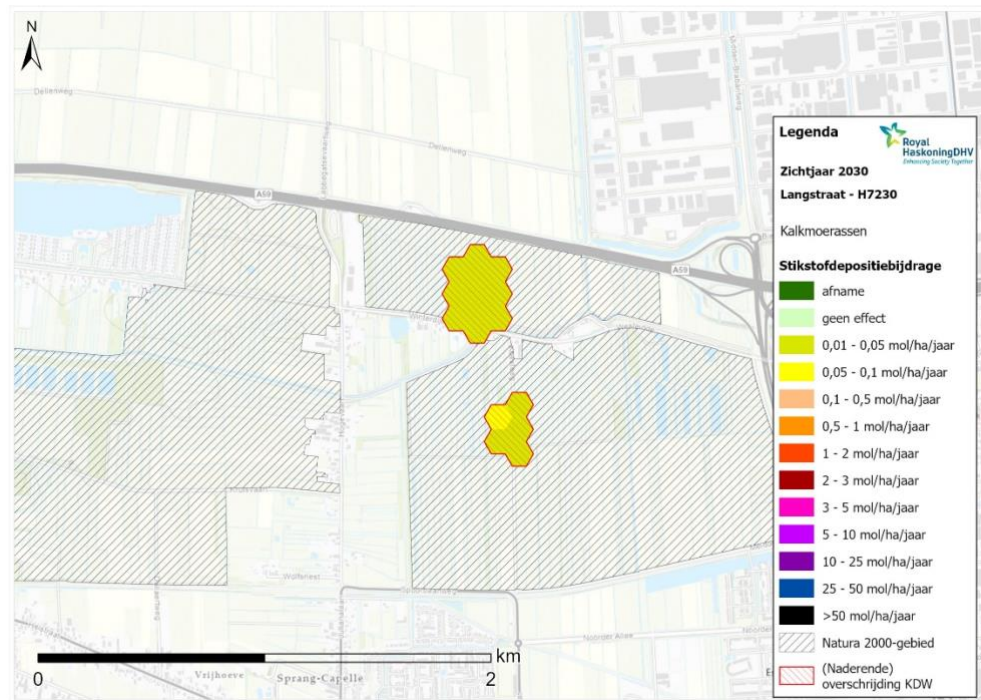 N
Dellenweg
Dellenweg
A59
A59
Legenda
Royal
HaskoningDHV
Enhancing Society Together
Zichtjaar 2030
Langstraat - H7230
Kalkmoerassen
Stikstofdepositiebijdrage
afname
geen effect
0,01 - 0,05 mol/ha/jaar
0,05 - 0,1 mol/ha/jaar
0,1 - 0,5 mol/ha/jaar
0,5 - 1 mol/ha/jaar
1 - 2 mol/ha/jaar
2 - 3 mol/ha/jaar
3 - 5 mol/ha/jaar
5 - 10 mol/ha/jaar
10 - 25 mol/ha/jaar
25 - 50 mol/ha/jaar
>50 mol/ha/jaar
Natura 2000-gebied
(Naderende)
overschrijding KDW
Wolfsnest
Noorder Allee
Vrijhoeve
Sprang-Capelle
km
0
2